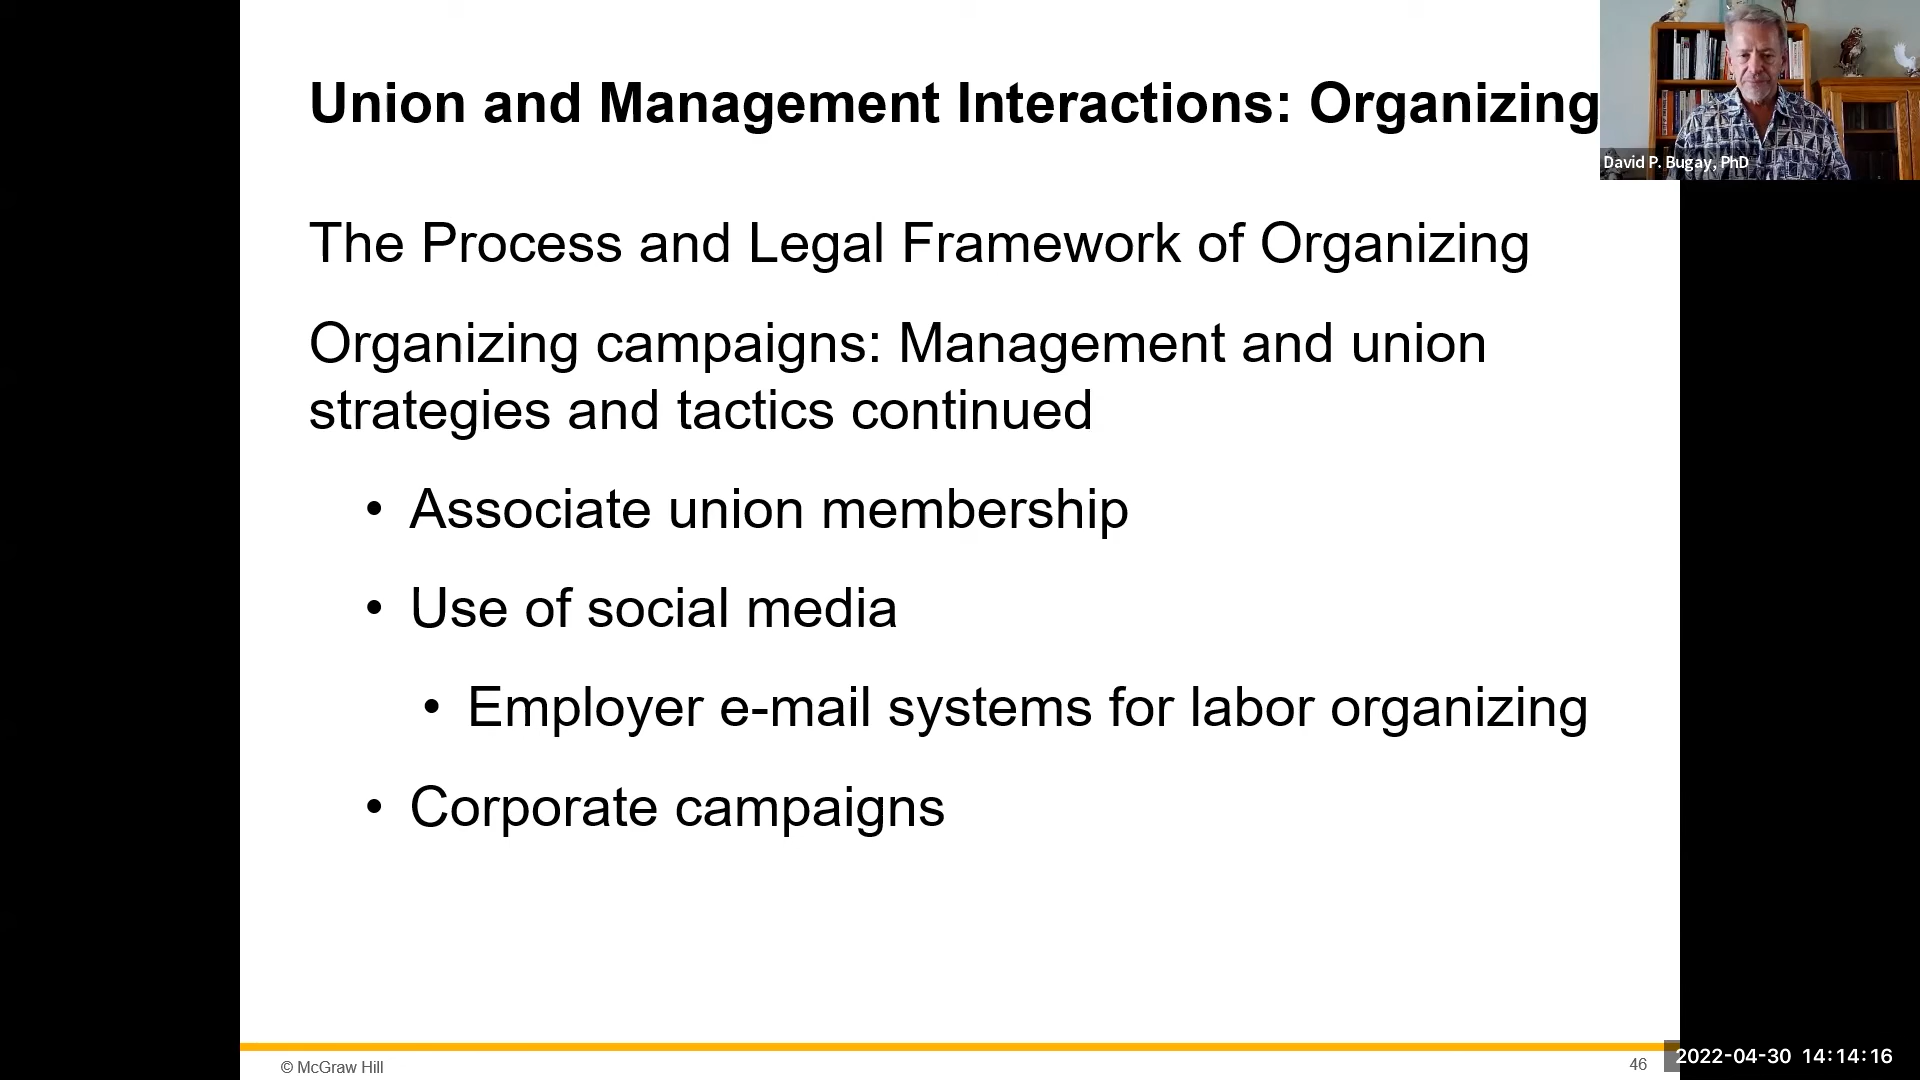 Union and Management Interactions: Organizing
David P. Bugay, PhD
The Process and Legal Framework of Organizing
Organizing campaigns: Management and union
strategies and tactics continued
• Associate union membership
• Use of social media
• Employer e-mail systems for labor organizing
• Corporate campaigns
© McGraw Hill
46
2022-04-30 14:14:16